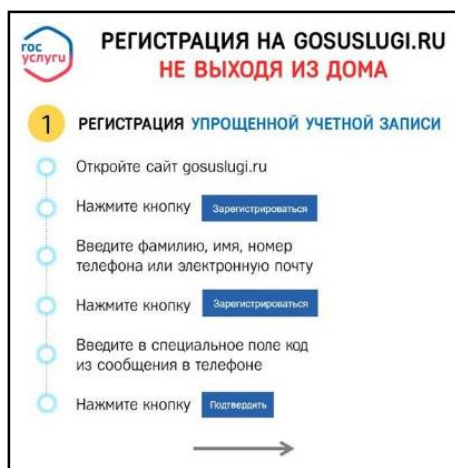 гос
услуги
РЕГИСТРАЦИЯ НА GOSUSLUGI.RU
НЕ ВЫХОДЯ ИЗ ДОМА
1 РЕГИСТРАЦИЯ УПРОЩЕННОЙ УЧЕТНОЙ ЗАПИСИ
Откройте сайт gosuslugi.ru
Нажмите кнопку Зарегистрироваться
Введите фамилию, имя, номер
телефона или электронную почту
Нажмите кнопку Зарегистрироваться
Введите в специальное поле код
из сообщения в телефоне
Нажмите кнопку Подтвердить